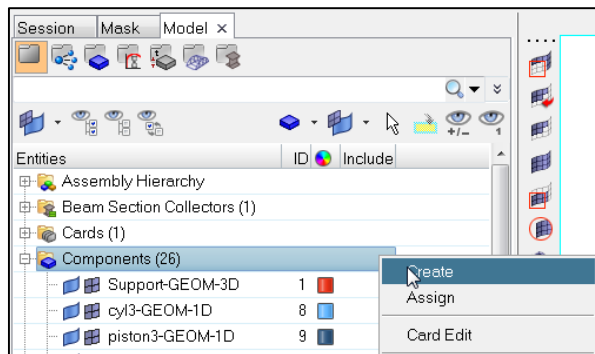 Session Mask Model ×
+/- 1
Entities ID Include
Assembly Hierarchy
Beam Section Collectors (1)
Cards (1)
Components (26)
Create
Support-GEOM-3D 1
Assign
cyl3-GEOM-1D 8
piston3-GEOM-1D 9
Card Edit